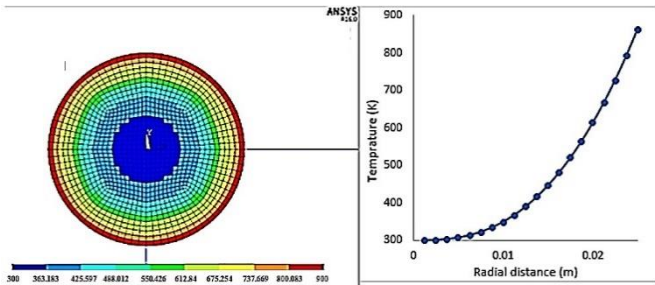 ANSYS
R16.0
Y
300 363.183 425.597 488.012 550.426 612.84 675.254 737.669 800.083 900
900
800
700
600
500
400
300
Temprature (K)
0 0.01 0.02
Radial distance (m)